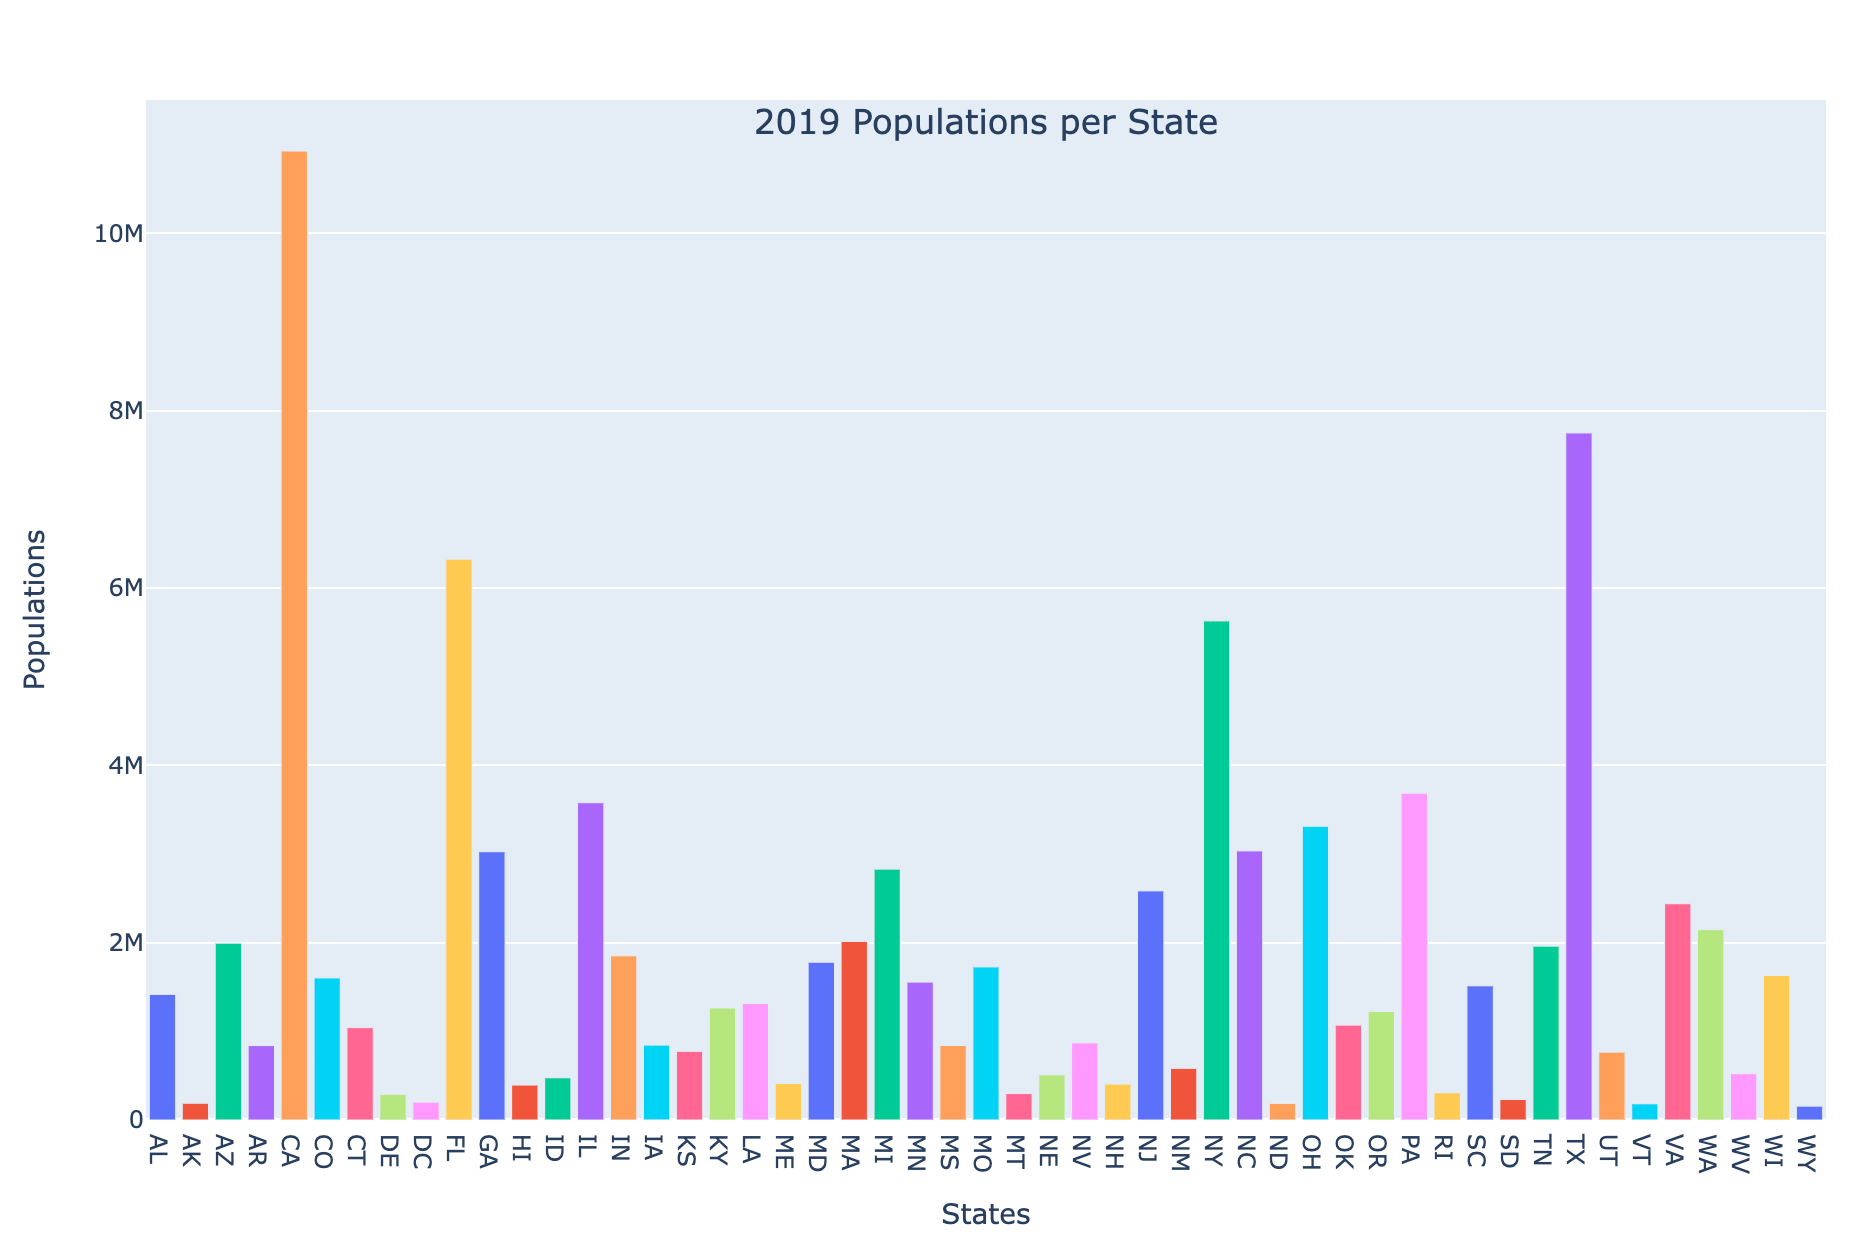 2019 Populations per State
Populations
10M
8M
6M
4M
2M
0
AL AK AZ AR CA CO CT DE DC FL GA HI ID IL IN IA KS KY LA ME MD MA MI MN MS MO MT NE NV NH NJ NM NY NC ND OH OK OR PA RI SC SD TN TX UT VT VA WA WV WI WY
States